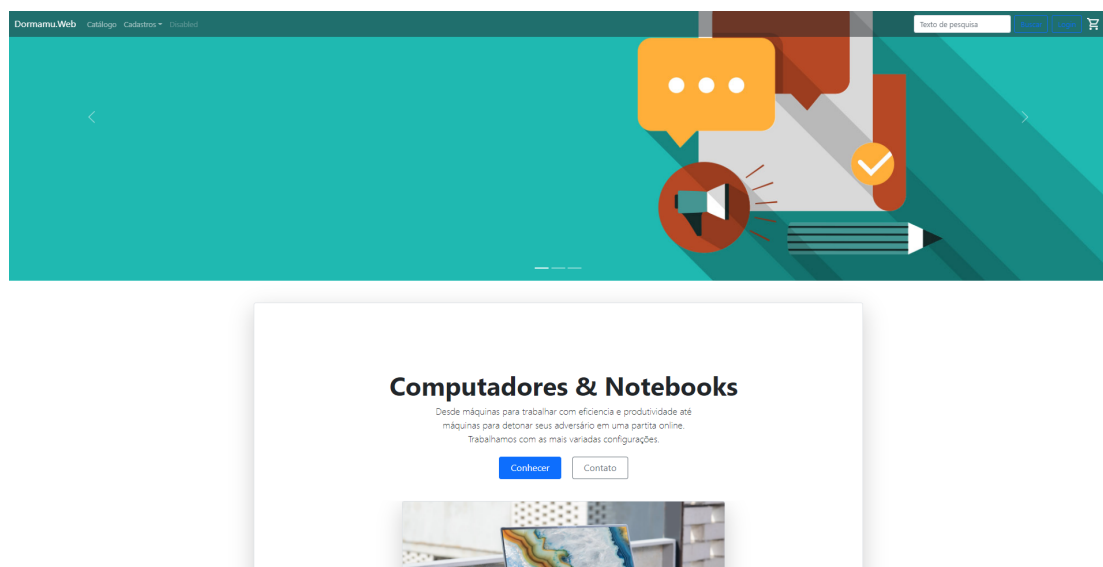 Dormamu.Web Catálogo Cadastros Disabled Texto de pesquisa
Computadores & Notebooks
Desde máquinas para trabalhar com eficiencia e produtividade até
máquinas para detonar seus adversário em uma partita online.
Trabalhamos com as mais variadas configurações.
Conhecer Contato